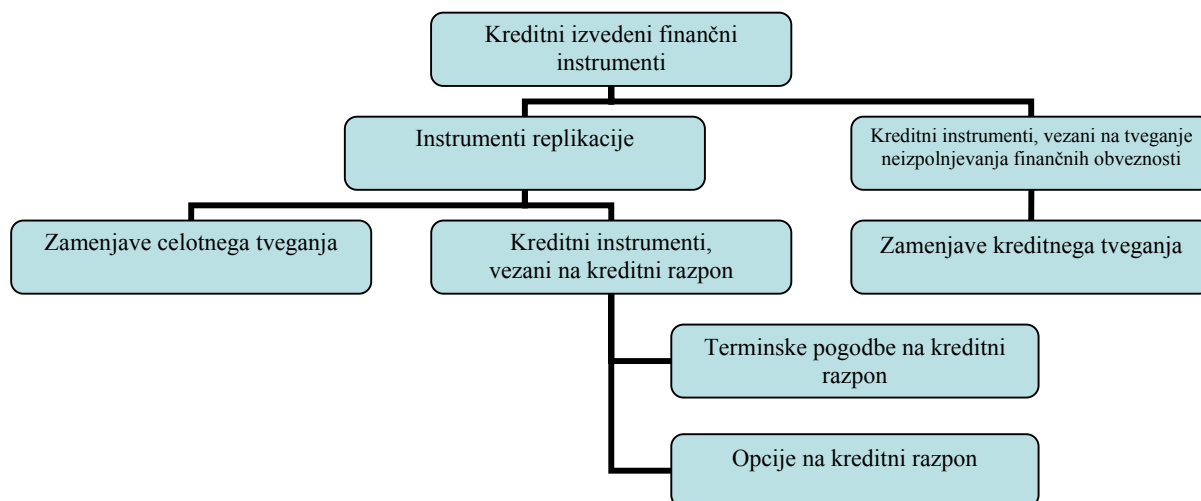 Kreditni izvedeni finančni
instrumenti
Instrumenti replikacije
Kreditni instrumenti, vezani na tveganje
neizpolnjevanja finančnih obveznosti
Zamenjave celotnega tveganja
Kreditni instrumenti,
vezani na kreditni razpon
Zamenjave kreditnega tveganja
Terminske pogodbe na kreditni
razpon
Opcije na kreditni razpon